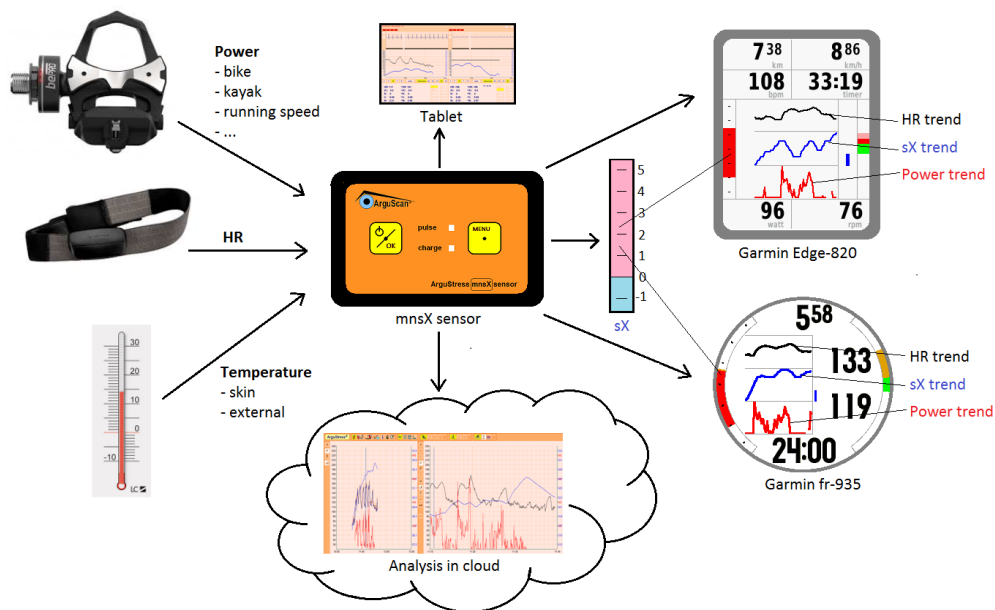 bePRO
Power
- bike
- kayak
- running speed
- ...
HR
30
20
10
0
-10
LC
Temperature
- skin
- external
Tablet
ArguScan
OK
pulse
charge
MENU
ArguStress mnsX sensor
mnsX sensor
5
4
3
2
1
0
-1
sX
7 38
km
8 86
km/h
108
bpm
33:19
timer
96
watt
76
rpm
HR trend
sX trend
Power trend
Garmin Edge-820
5 58
133
119
24:00
HR trend
sX trend
Power trend
Garmin fr-935
ArguStress
Analysis in cloud